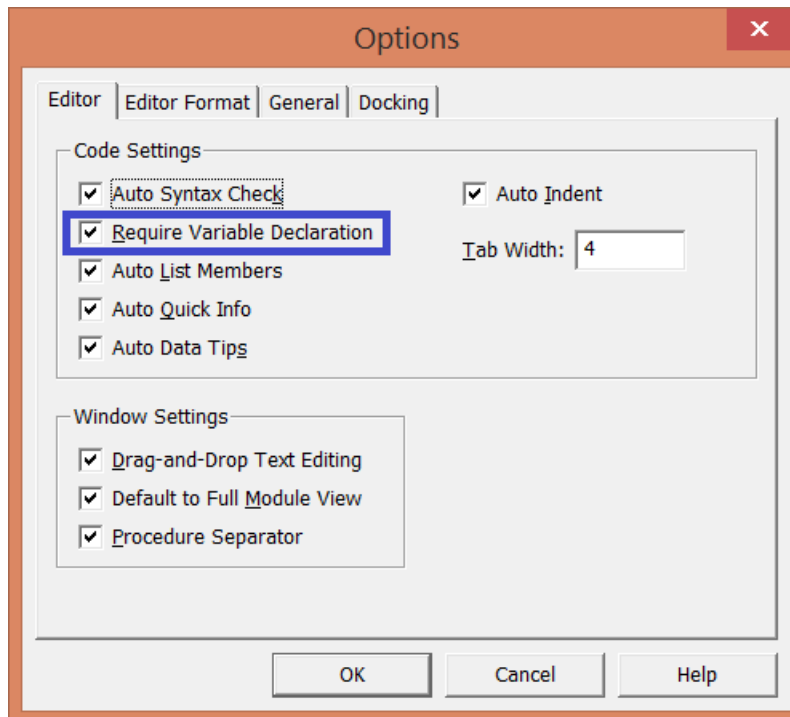 Options
x
Editor Editor Format General Docking
Code Settings
Auto Syntax Check Auto Indent
Require Variable Declaration
Tab Width: 4
Auto List Members
Auto Quick Info
Auto Data Tips
Window Settings
Drag-and-Drop Text Editing
Default to Full Module View
Procedure Separator
OK Cancel Help